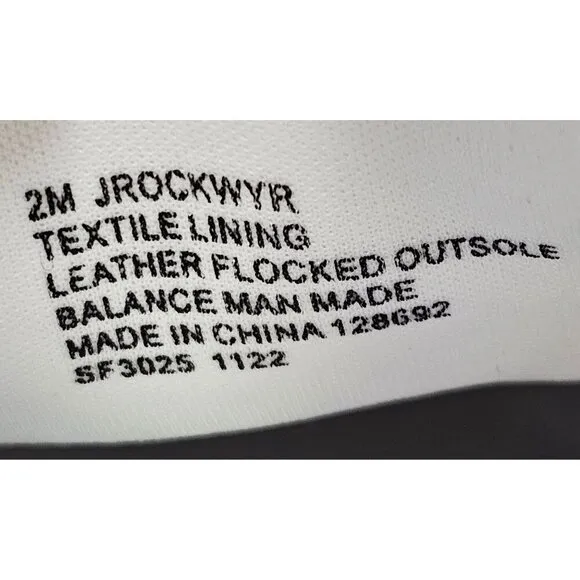 2M JROCKWYR
TEXTILE LINING
LEATHER FLOCKED OUTSOLE
BALANCE MAN MADE
MADE IN CHINA 128692
SF3025 1122